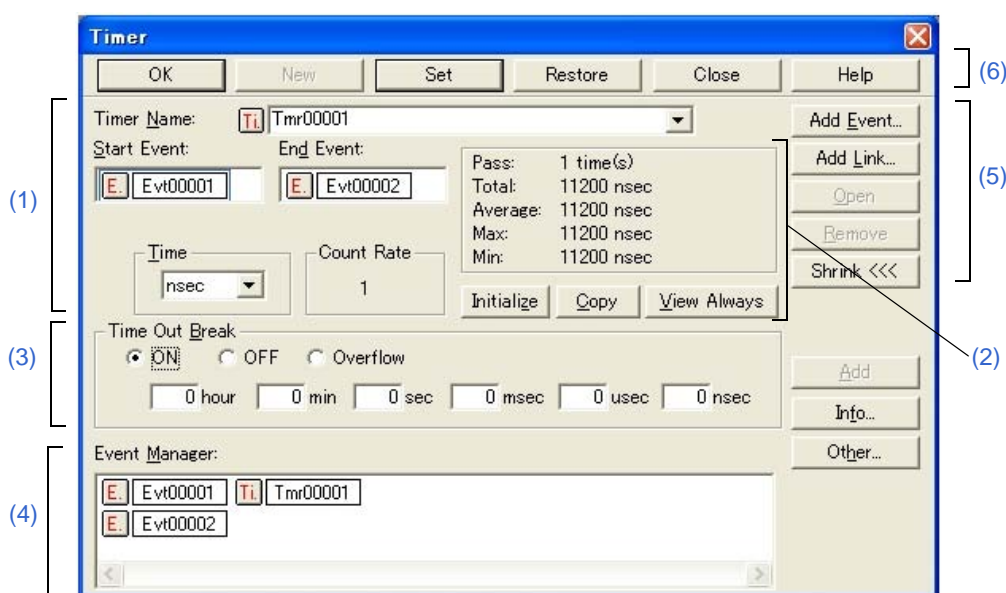 Timer
OK New Set Restore Close Help
(6)
Timer Name: Ti. Tmr00001 Add Event...
Start Event: End Event:
E. Evt00001 E. Evt00002
Pass: 1 time(s)
Total: 11200 nsec
Average: 11200 nsec
Max: 11200 nsec
Min: 11200 nsec
Add Link...
Open
Remove
Shrink <<<
(5)
(1)
Time
nsec
Count Rate
1
Initialize Copy View Always
(2)
(3)
Time Out Break
ON OFF Overflow
0 hour 0 min 0 sec 0 msec 0 usec 0 nsec
Add
Info...
Other...
(4)
Event Manager:
E. Evt00001 Ti. Tmr00001
E. Evt00002